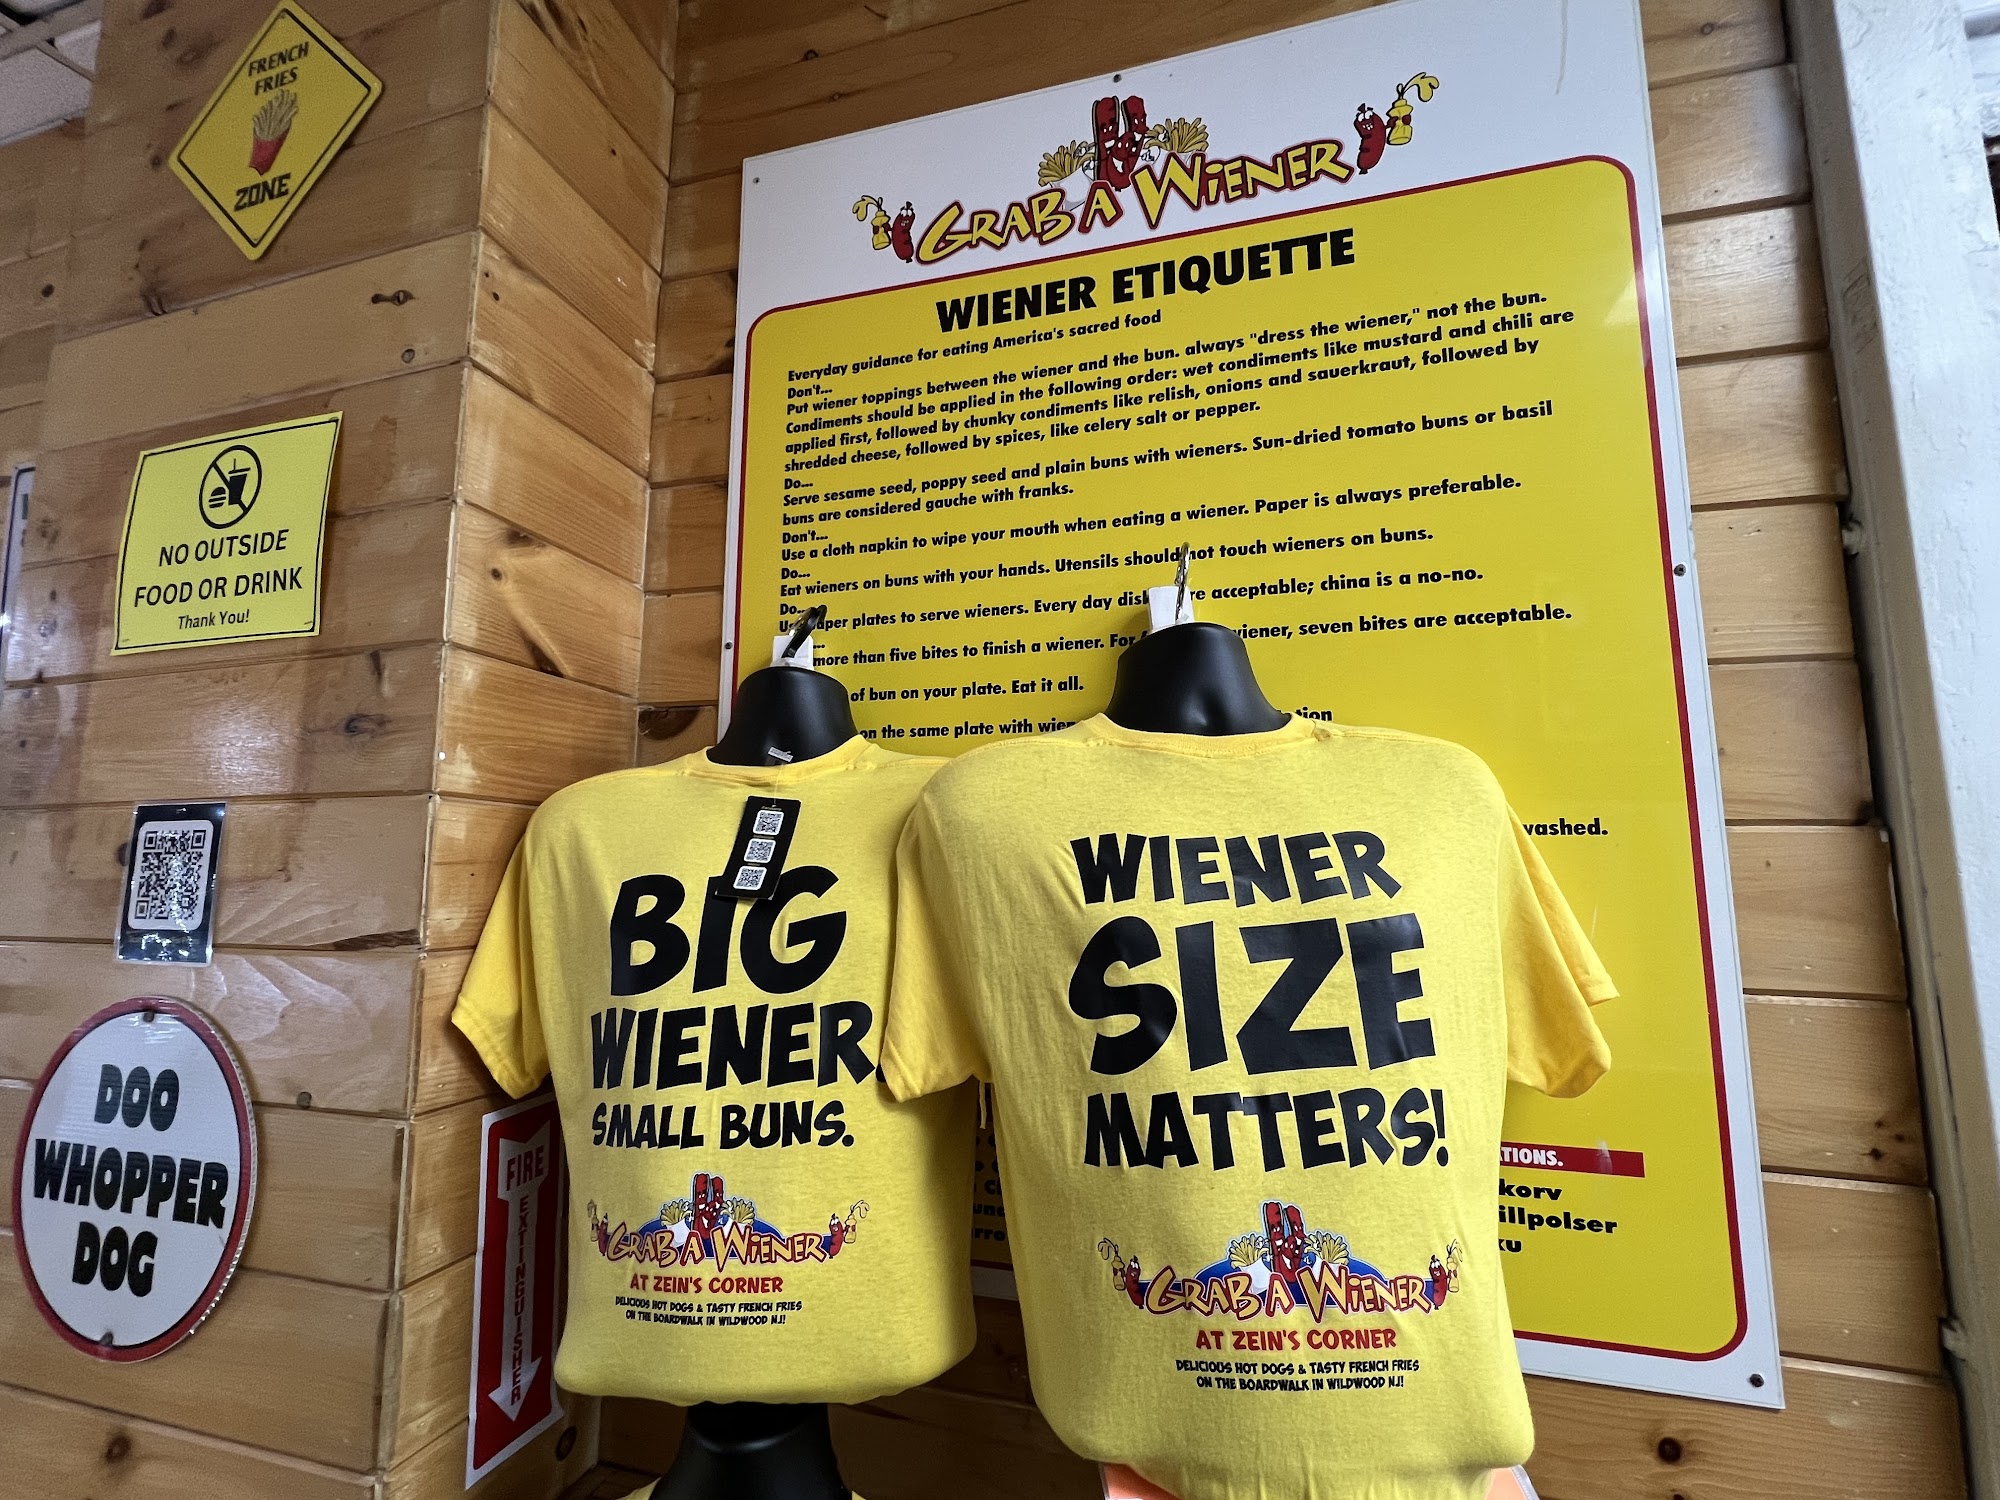 FRENCH
FRIES
ZONE
NO OUTSIDE
FOOD OR DRINK
Thank You!
DOO
WHOPPER
DOG
FIRE
EXTINGUISHER
GRAB A WIENER
WIENER ETIQUETTE
Everyday guidance for eating America's sacred food
Don't...
Put wiener toppings between the wiener and the bun. always "dress the wiener," not the bun.
Condiments should be applied in the following order: wet condiments like mustard and chili are
applied first, followed by chunky condiments like relish, onions and sauerkraut, followed by
shredded cheese, followed by spices, like celery salt or pepper.
Do...
Serve sesame seed, poppy seed and plain buns with wieners. Sun-dried tomato buns or basil
buns are considered gauche with franks.
Don't...
Use a cloth napkin to wipe your mouth when eating a wiener. Paper is always preferable.
Do...
Eat wieners on buns with your hands. Utensils should not touch wieners on buns.
Do...
paper plates to serve wieners. Every day are acceptable; china is a no-no.
more than five bites to finish a wiener. For wiener, seven bites are acceptable.
of bun on your plate. Eat it all.
on the same plate with
washed.
BIG
WIENER.
SMALL BUNS.
GRAB A WIENER
AT ZEIN'S CORNER
DELICIOUS HOT DOGS & TASTY FRENCH FRIES
ON THE BOARDWALK IN WILDWOOD NJ!
WIENER
SIZE
MATTERS!
GRAB A WIENER
AT ZEIN'S CORNER
DELICIOUS HOT DOGS & TASTY FRENCH FRIES
ON THE BOARDWALK IN WILDWOOD NJ!
TIONS.
korv
illpolser